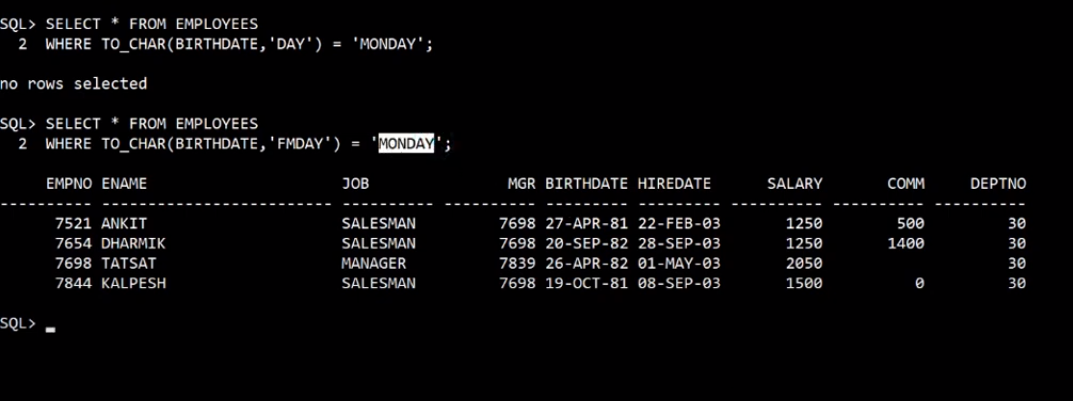 SQL> SELECT * FROM EMPLOYEES
  2  WHERE TO_CHAR(BIRTHDATE,'DAY') = 'MONDAY';
no rows selected
SQL> SELECT * FROM EMPLOYEES
  2  WHERE TO_CHAR(BIRTHDATE,'FMDAY') = 'MONDAY';
     EMPNO ENAME                     JOB               MGR BIRTHDATE HIREDATE      SALARY       COMM     DEPTNO
---------- ------------------------- ---------- ---------- --------- --------- ---------- ---------- ----------
      7521 ANKIT                     SALESMAN         7698 27-APR-81 22-FEB-03       1250        500         30
      7654 DHARMIK                   SALESMAN         7698 20-SEP-82 28-SEP-03       1250       1400         30
      7698 TATSAT                    MANAGER          7839 26-APR-82 01-MAY-03       2050                    30
      7844 KALPESH                   SALESMAN         7698 19-OCT-81 08-SEP-03       1500          0         30
SQL> _